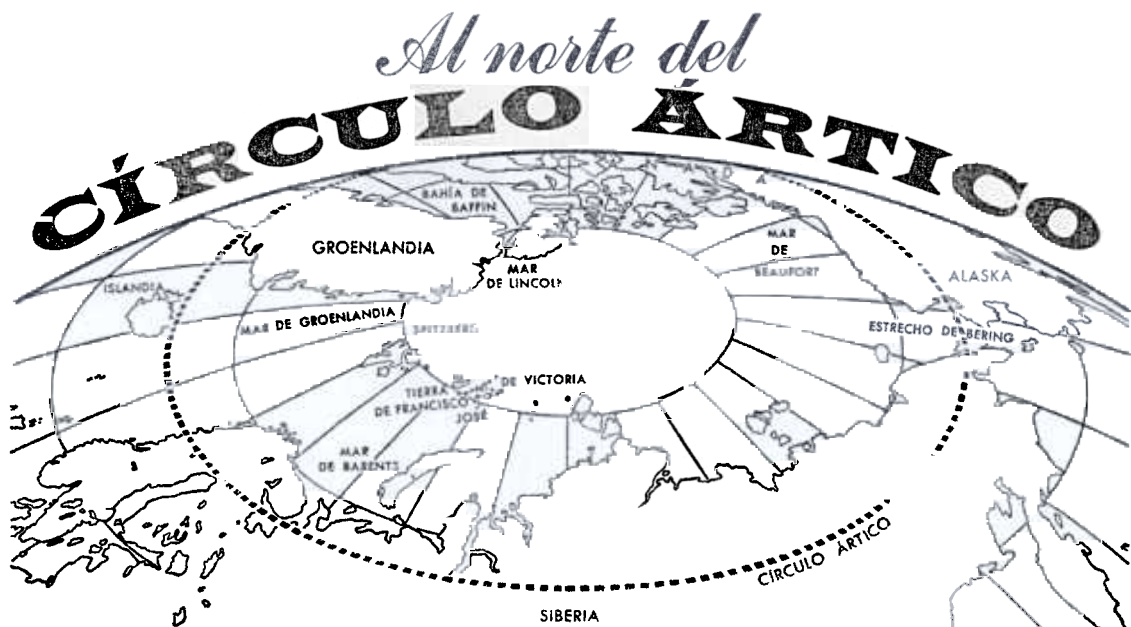 Al norte del
CÍRCULO ÁRTICO
BAHÍA DE
BAFFIN
GROENLANDIA
MAR
DE LINCOLN
MAR
DE
BEAUFORT
ALASKA
ISLANDIA
MAR DE GROENLANDIA
SPITZBERG
ESTRECHO DE BERING
TIERRA DE VICTORIA
DE FRANCISCO
JOSÉ
MAR
DE BARENTS
CÍRCULO ÁRTICO
SIBERIA